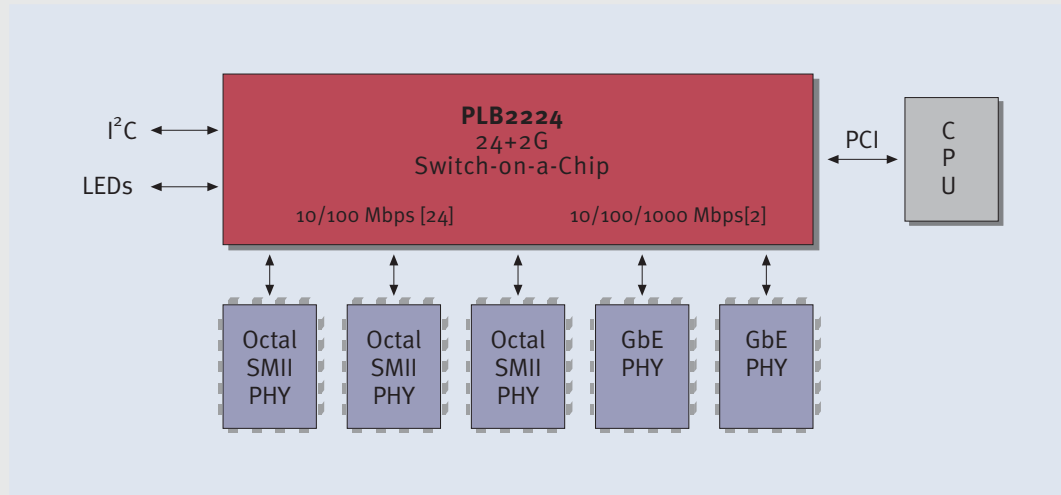 PLB2224
24+2G
Switch-on-a-Chip
I²C
LEDs
10/100 Mbps [24]
10/100/1000 Mbps[2]
PCI
C
P
U
Octal
SMII
PHY
Octal
SMII
PHY
Octal
SMII
PHY
GbE
PHY
GbE
PHY